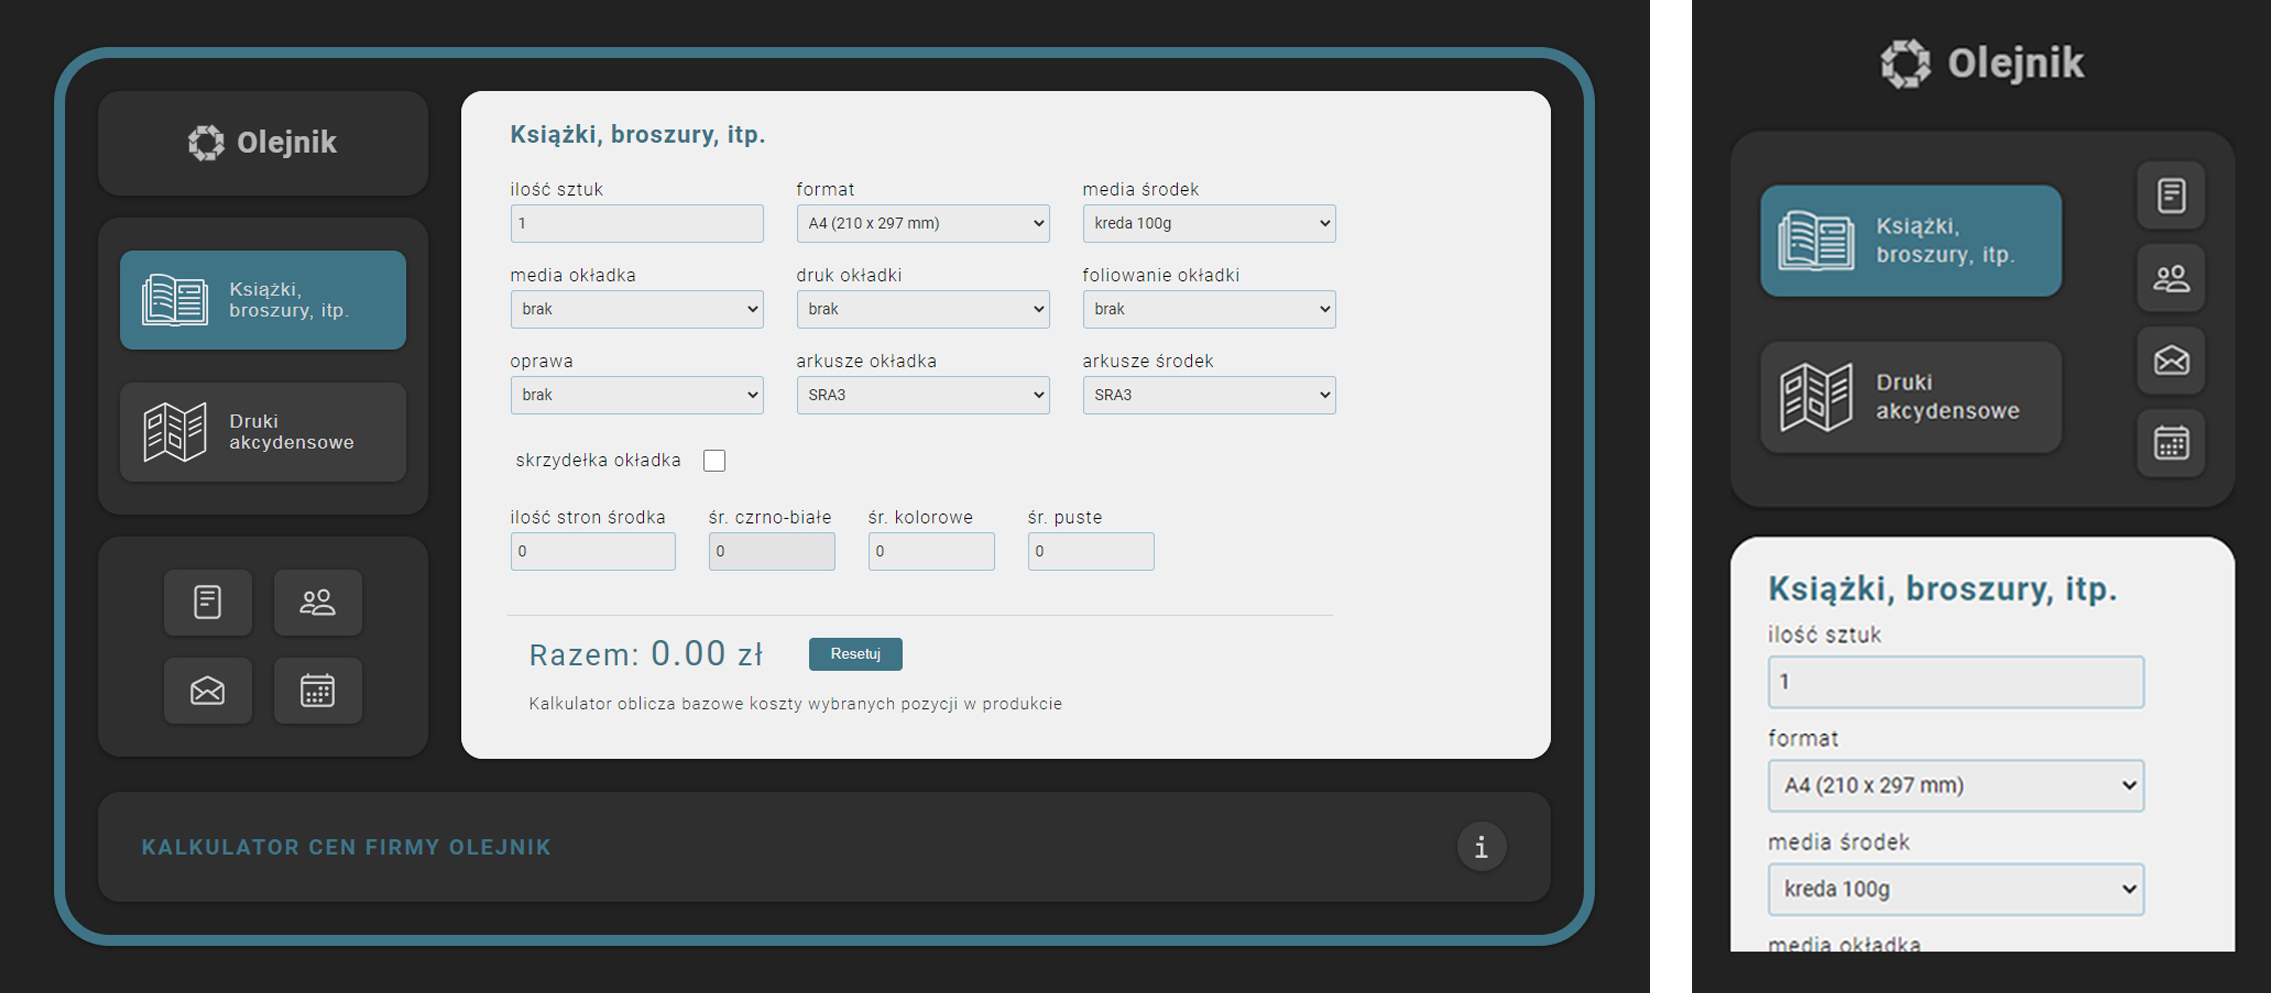 Olejnik
Książki,
broszury, itp.
Druki
akcydensowe
Książki, broszury, itp.
ilość sztuk
1
format
A4 (210 x 297 mm)
media środek
kreda 100g
media okładka
brak
druk okładki
brak
foliowanie okładki
brak
oprawa
brak
arkusze okładka
SRA3
arkusze środek
SRA3
skrzydełka okładka
ilość stron środka
0
śr. czrno-białe
0
śr. kolorowe
0
śr. puste
0
Razem: 0.00 zł
Resetuj
Kalkulator oblicza bazowe koszty wybranych pozycji w produkcie
KALKULATOR CEN FIRMY OLEJNIK
i
Olejnik
Książki,
broszury, itp.
Druki
akcydensowe
Książki, broszury, itp.
ilość sztuk
1
format
A4 (210 x 297 mm)
media środek
kreda 100g
media okładka